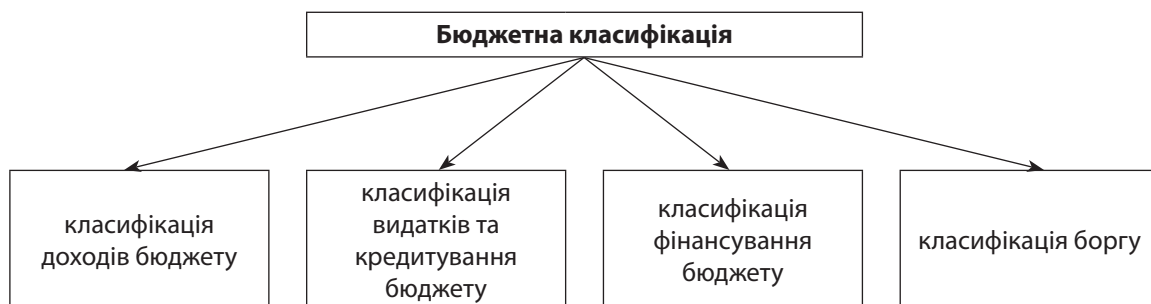 Бюджетна класифікація
класифікація
доходів бюджету
класифікація
видатків та
кредитування
бюджету
класифікація
фінансування
бюджету
класифікація боргу